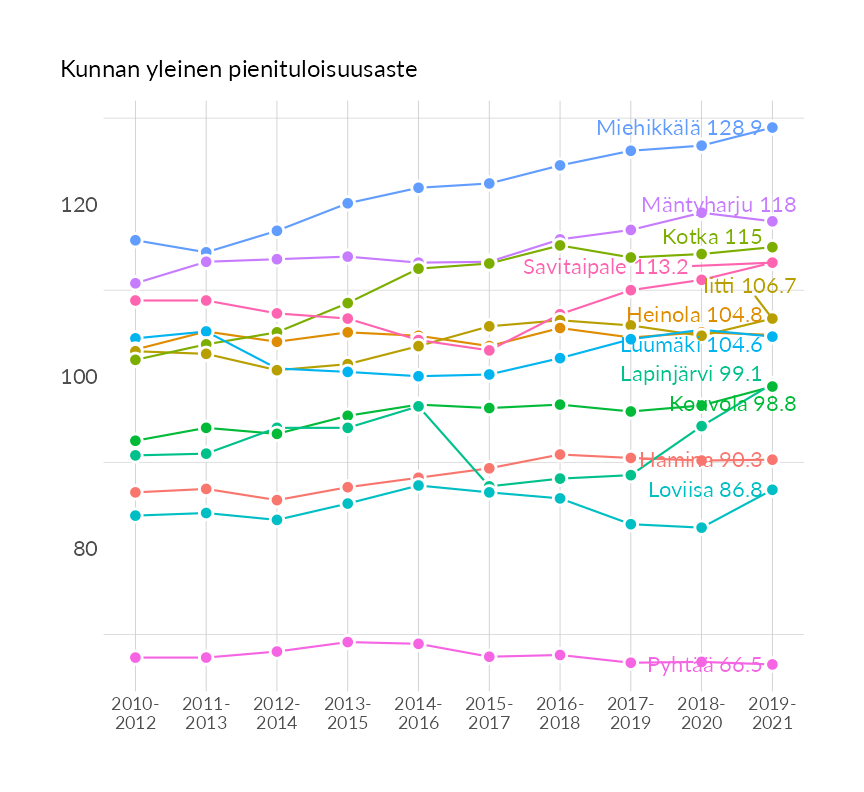 Kunnan yleinen pienituloisuusaste
Miehikkälä 128.9
120
Mäntyharju 118
Kotka 115
Savitaipale 113.2
Iitti 106.7
Heinola 104.8
Luumäki 104.6
100
Lapinjärvi 99.1
Kouvola 98.8
Hamina 90.3
Loviisa 86.8
80
Pyhtää 66.5
2010-
2012
2011-
2013
2012-
2014
2013-
2015
2014-
2016
2015-
2017
2016-
2018
2017-
2019
2018-
2020
2019-
2021